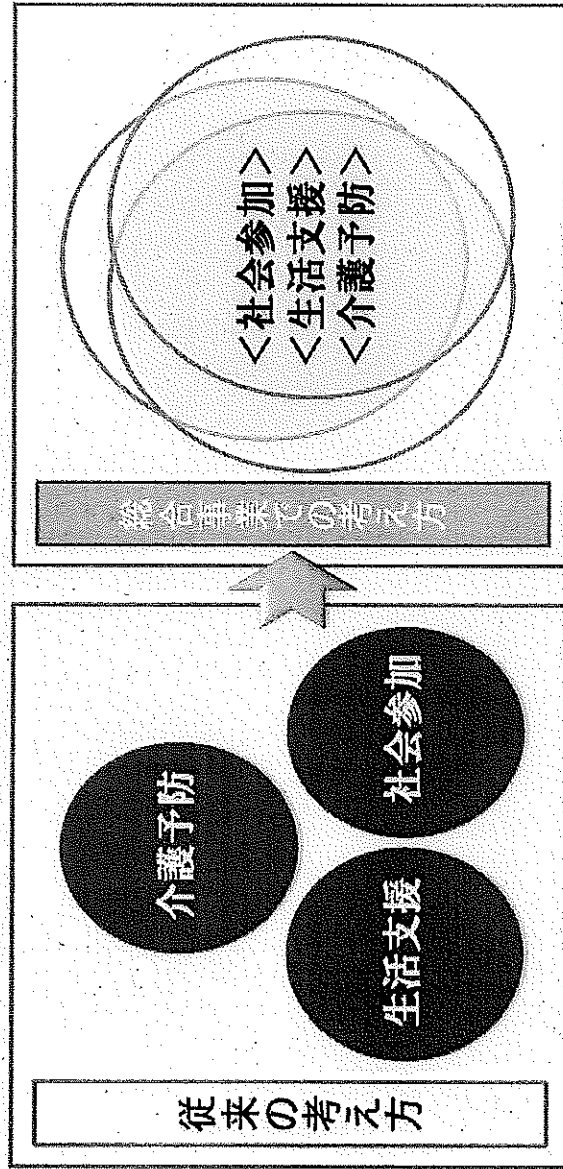 従来の考え方
介護予防
生活支援
社会参加
総合事業での考え方
<社会参加>
<生活支援>
<介護予防>